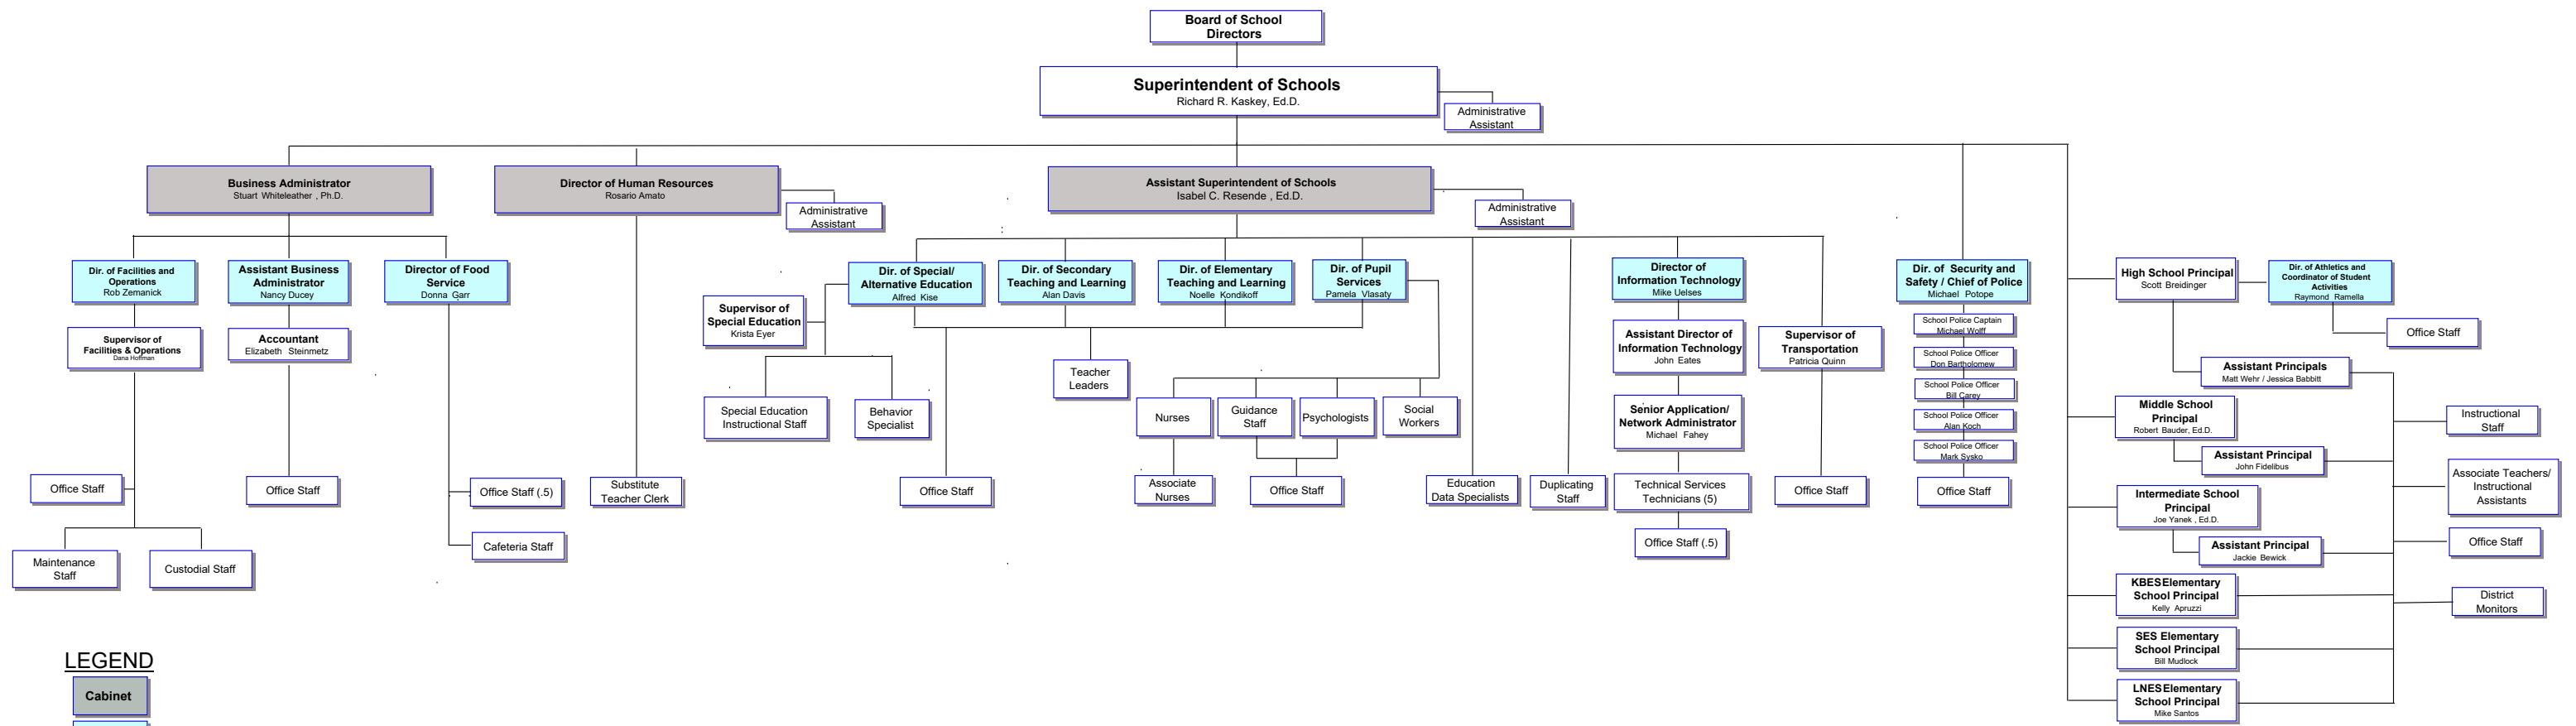 Board of School
Directors
Superintendent of Schools
Richard R. Kaskey, Ed.D.
Administrative
Assistant
Business Administrator
Stuart Whiteleather , Ph.D.
Director of Human Resources
Rosario Amato
Administrative
Assistant
Assistant Superintendent of Schools
Isabel C. Resende , Ed.D.
Administrative
Assistant
Dir. of Facilities and
Operations
Rob Zemanick
Assistant Business
Administrator
Nancy Ducey
Director of Food
Service
Donna Garr
Dir. of Special/
Alternative Education
Alfred Kise
Dir. of Secondary
Teaching and Learning
Alan Davis
Dir. of Elementary
Teaching and Learning
Noelle Kondikoff
Dir. of Pupil
Services
Pamela Vlasaty
Director of
Information Technology
Mike Uelses
Dir. of Security and
Safety / Chief of Police
Michael Potope
High School Principal
Scott Breidinger
Dir. of Athletics and
Coordinator of Student
Activities
Raymond Ramella
Office Staff
Supervisor of
Facilities & Operations
Dana Hoffman
Accountant
Elizabeth Steinmetz
Supervisor of
Special Education
Krista Eyer
Teacher
Leaders
Assistant Director of
Information Technology
John Eates
Supervisor of
Transportation
Patricia Quinn
School Police Captain
Michael Wolff
School Police Officer
Don Bartholomew
School Police Officer
Bill Carey
School Police Officer
Alan Koch
School Police Officer
Mark Sysko
Assistant Principals
Matt Wehr / Jessica Babbitt
Special Education
Instructional Staff
Behavior
Specialist
Nurses
Guidance
Staff
Psychologists
Social
Workers
Senior Application/
Network Administrator
Michael Fahey
Middle School
Principal
Robert Bauder, Ed.D.
Instructional
Staff
Assistant Principal
John Fidelibus
Office Staff
Office Staff
Office Staff (.5)
Substitute
Teacher Clerk
Office Staff
Associate
Nurses
Office Staff
Education
Data Specialists
Duplicating
Staff
Technical Services
Technicians (5)
Office Staff
Office Staff
Intermediate School
Principal
Joe Yanek , Ed.D.
Associate Teachers/
Instructional
Assistants
Cafeteria Staff
Office Staff (.5)
Assistant Principal
Jackie Bewick
Office Staff
Maintenance
Staff
Custodial Staff
KBES Elementary
School Principal
Kelly Apruzzi
District
Monitors
SES Elementary
School Principal
Bill Mudlock
LNES Elementary
School Principal
Mike Santos
LEGEND
Cabinet